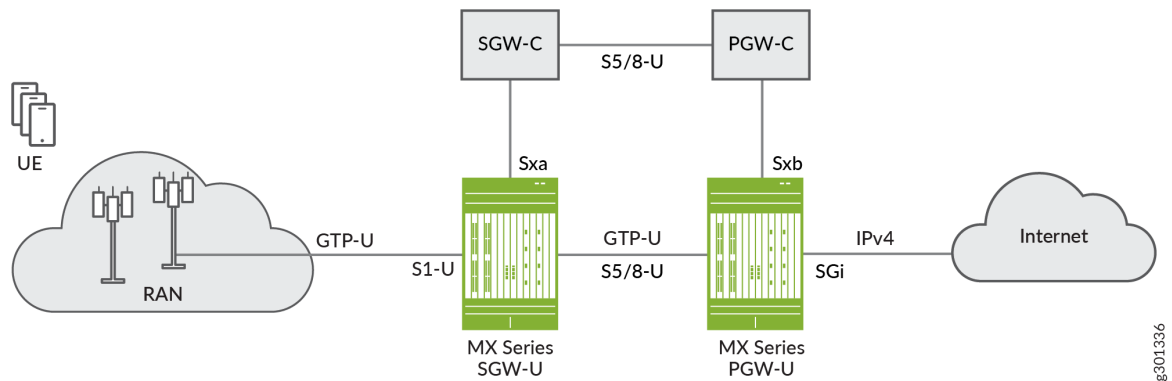 SGW-C
S5/8-U
PGW-C
UE
Sxa
Sxb
GTP-U
S1-U
GTP-U
S5/8-U
IPv4
SGi
Internet
RAN
MX Series
SGW-U
MX Series
PGW-U
g301336